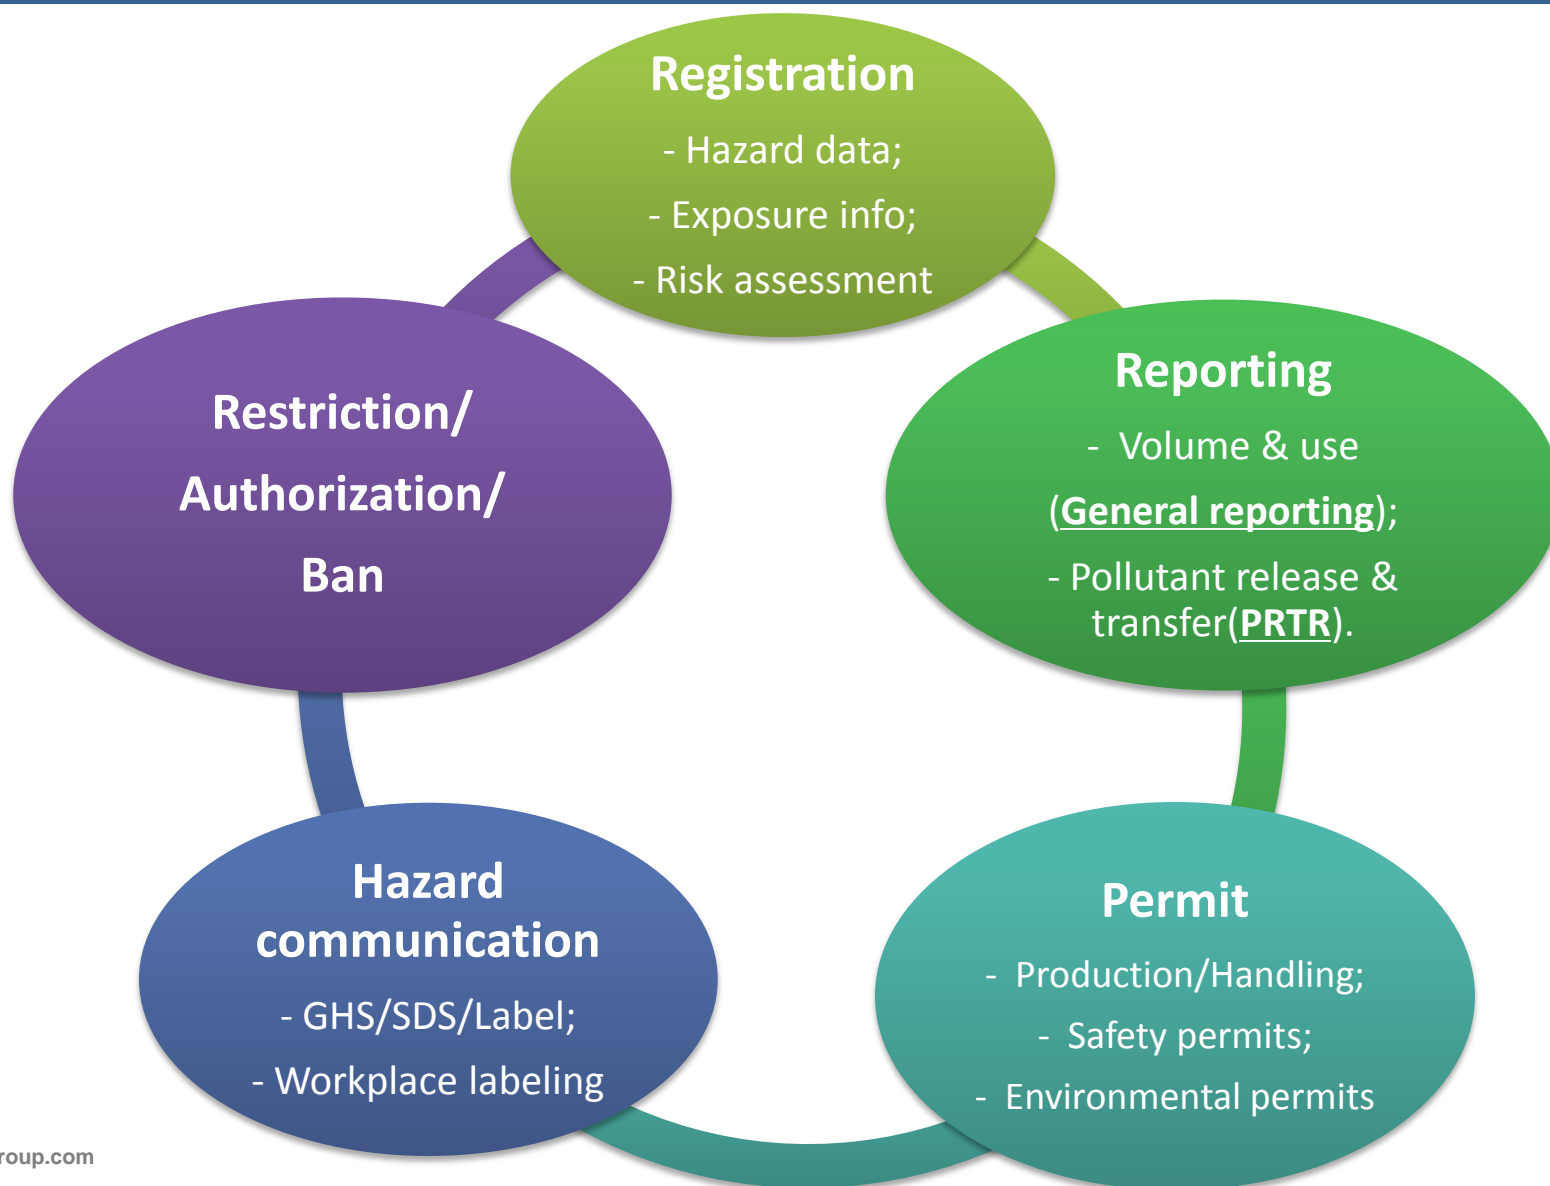 Registration
- Hazard data;
- Exposure info;
- Risk assessment
Reporting
- Volume & use
(General reporting);
- Pollutant release &
transfer(PRTR).
Permit
- Production/Handling;
- Safety permits;
- Environmental permits
Hazard
communication
- GHS/SDS/Label;
- Workplace labeling
Restriction/
Authorization/
Ban
roup.com